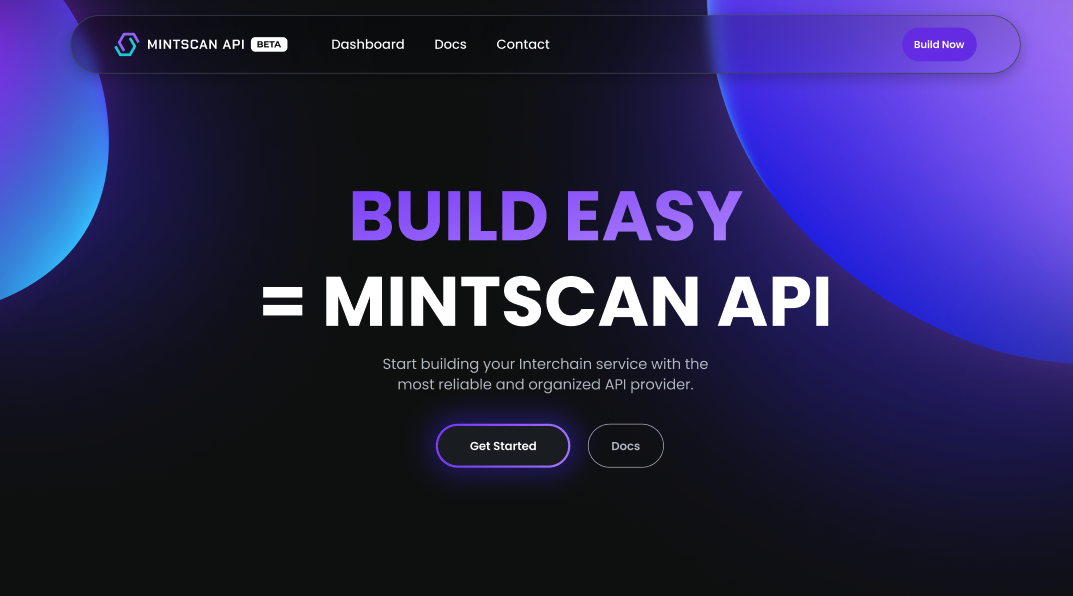 MINTSCAN API BETA Dashboard Docs Contact Build Now
BUILD EASY
= MINTSCAN API
Start building your Interchain service with the
most reliable and organized API provider.
Get Started Docs